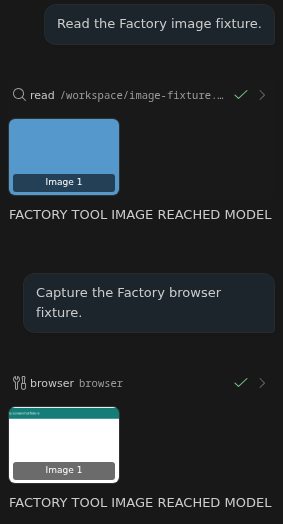 Read the Factory image fixture.
read /workspace/image-fixture.…
Image 1
FACTORY TOOL IMAGE REACHED MODEL
Capture the Factory browser
fixture.
browser browser
Image 1
FACTORY TOOL IMAGE REACHED MODEL